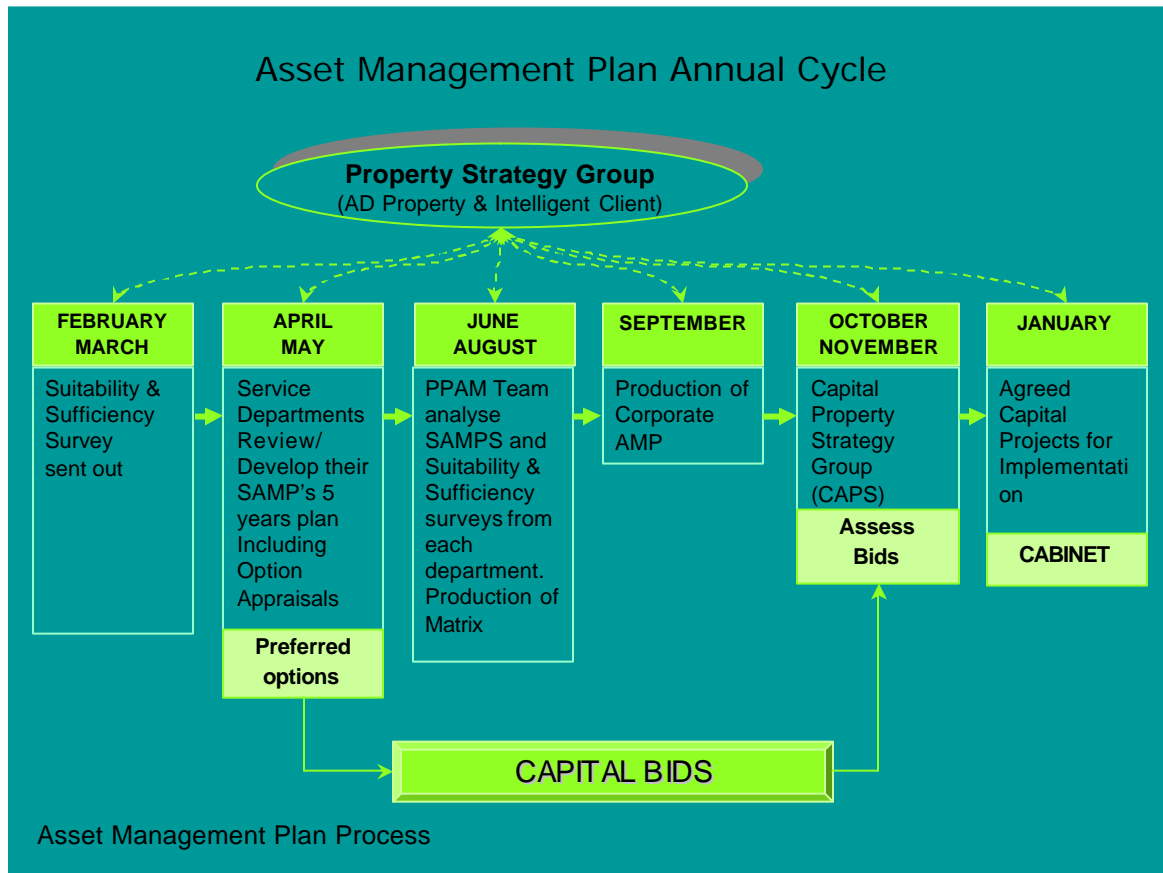 Asset Management Plan Annual Cycle
Property Strategy Group
(AD Property & Intelligent Client)
FEBRUARY
MARCH
Suitability &
Sufficiency
Survey
sent out
APRIL
MAY
Service
Departments
Review/
Develop their
SAMP's 5
years plan
Including
Option
Appraisals
Preferred
options
JUNE
AUGUST
PPAM Team
analyse
SAMPS and
Suitability &
Sufficiency
surveys from
each
department.
Production of
Matrix
SEPTEMBER
Production of
Corporate
AMP
OCTOBER
NOVEMBER
Capital
Property
Strategy
Group
(CAPS)
Assess
Bids
JANUARY
Agreed
Capital
Projects for
Implementati
on
CABINET
CAPITAL BIDS
Asset Management Plan Process